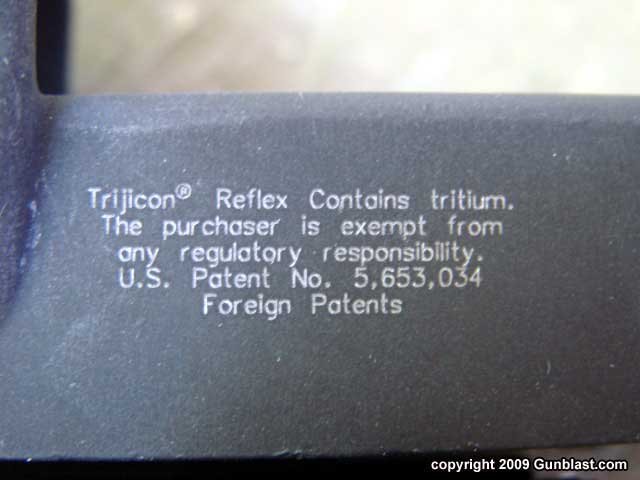 Trijicon® Reflex Contains tritium.
The purchaser is exempt from
any regulatory responsibility.
U.S. Patent No. 5,653,034
Foreign Patents
copyright 2009 Gunblast.com